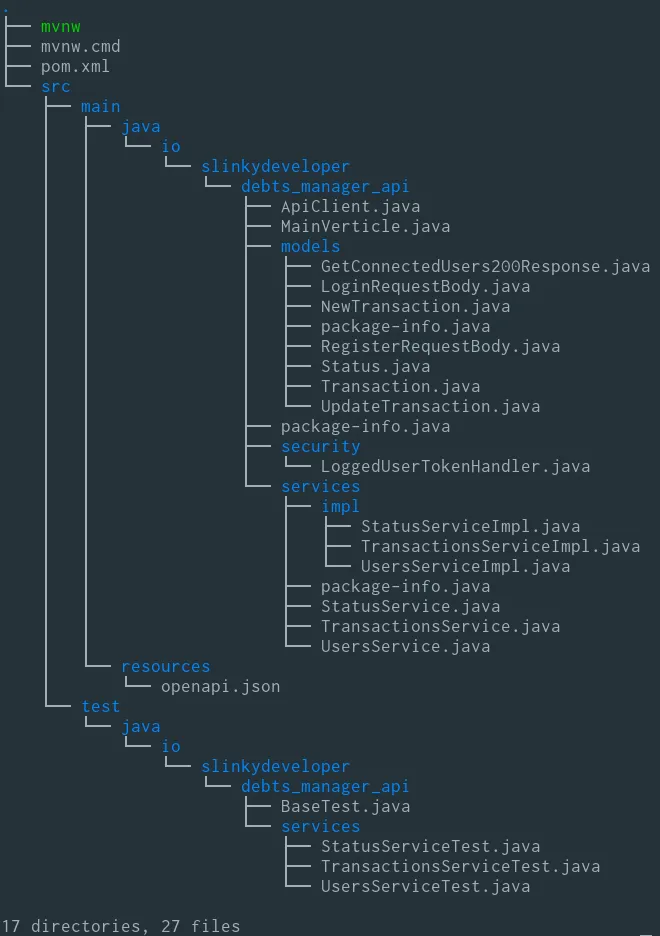 .
├── mvnw
├── mvnw.cmd
├── pom.xml
└── src
    ├── main
    │   ├── java
    │   │   └── io
    │   │       └── slinkydeveloper
    │   │           └── debts_manager_api
    │   │               ├── ApiClient.java
    │   │               ├── MainVerticle.java
    │   │               ├── models
    │   │               │   ├── GetConnectedUsers200Response.java
    │   │               │   ├── LoginRequestBody.java
    │   │               │   ├── NewTransaction.java
    │   │               │   ├── package-info.java
    │   │               │   ├── RegisterRequestBody.java
    │   │               │   ├── Status.java
    │   │               │   ├── Transaction.java
    │   │               │   └── UpdateTransaction.java
    │   │               ├── package-info.java
    │   │               ├── security
    │   │               │   └── LoggedUserTokenHandler.java
    │   │               └── services
    │   │                   ├── impl
    │   │                   │   ├── StatusServiceImpl.java
    │   │                   │   ├── TransactionsServiceImpl.java
    │   │                   │   └── UsersServiceImpl.java
    │   │                   ├── package-info.java
    │   │                   ├── StatusService.java
    │   │                   ├── TransactionsService.java
    │   │                   └── UsersService.java
    │   └── resources
    │       └── openapi.json
    └── test
        └── java
            └── io
                └── slinkydeveloper
                    └── debts_manager_api
                        ├── BaseTest.java
                        └── services
                            ├── StatusServiceTest.java
                            ├── TransactionsServiceTest.java
                            └── UsersServiceTest.java

17 directories, 27 files